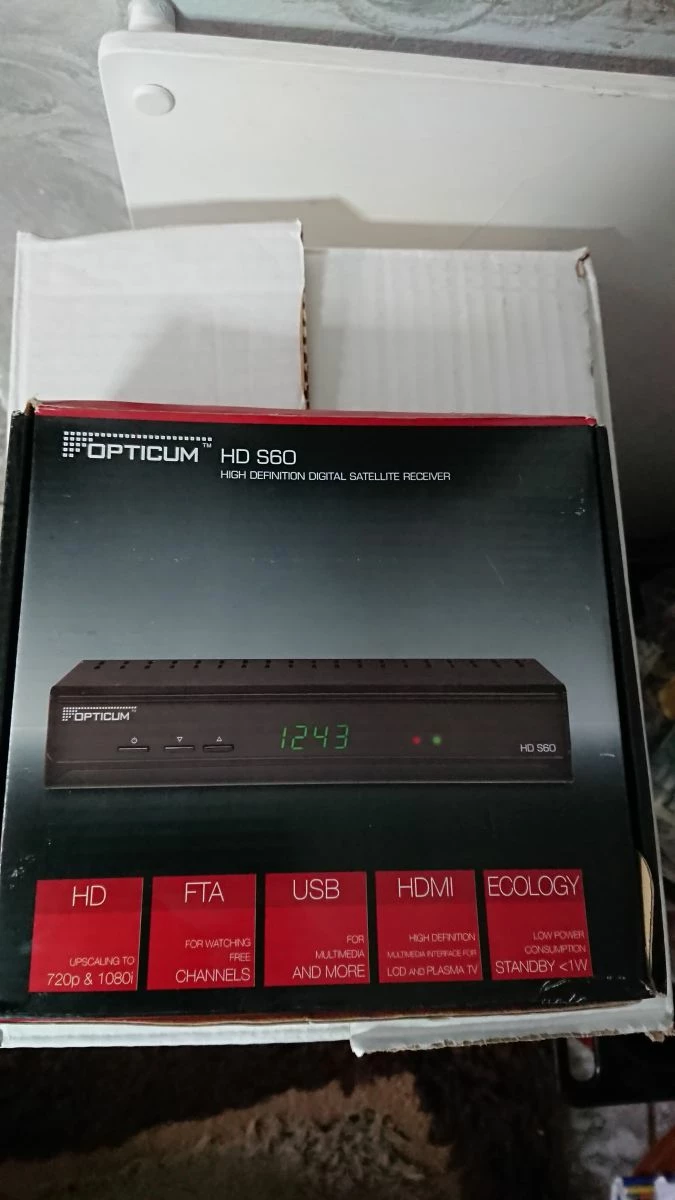 OPTICUM™ HD S60
HIGH DEFINITION DIGITAL SATELLITE RECEIVER
OPTICUM™
1243
HD S60
HD
UPSCALING TO
720p & 1080i
FTA
FOR WATCHING
FREE
CHANNELS
USB
FOR
MULTIMEDIA
AND MORE
HDMI
HIGH DEFINITION
MULTIMEDIA INTERFACE FOR
LCD AND PLASMA TV
ECOLOGY
LOW POWER
CONSUMPTION
STANDBY <1W